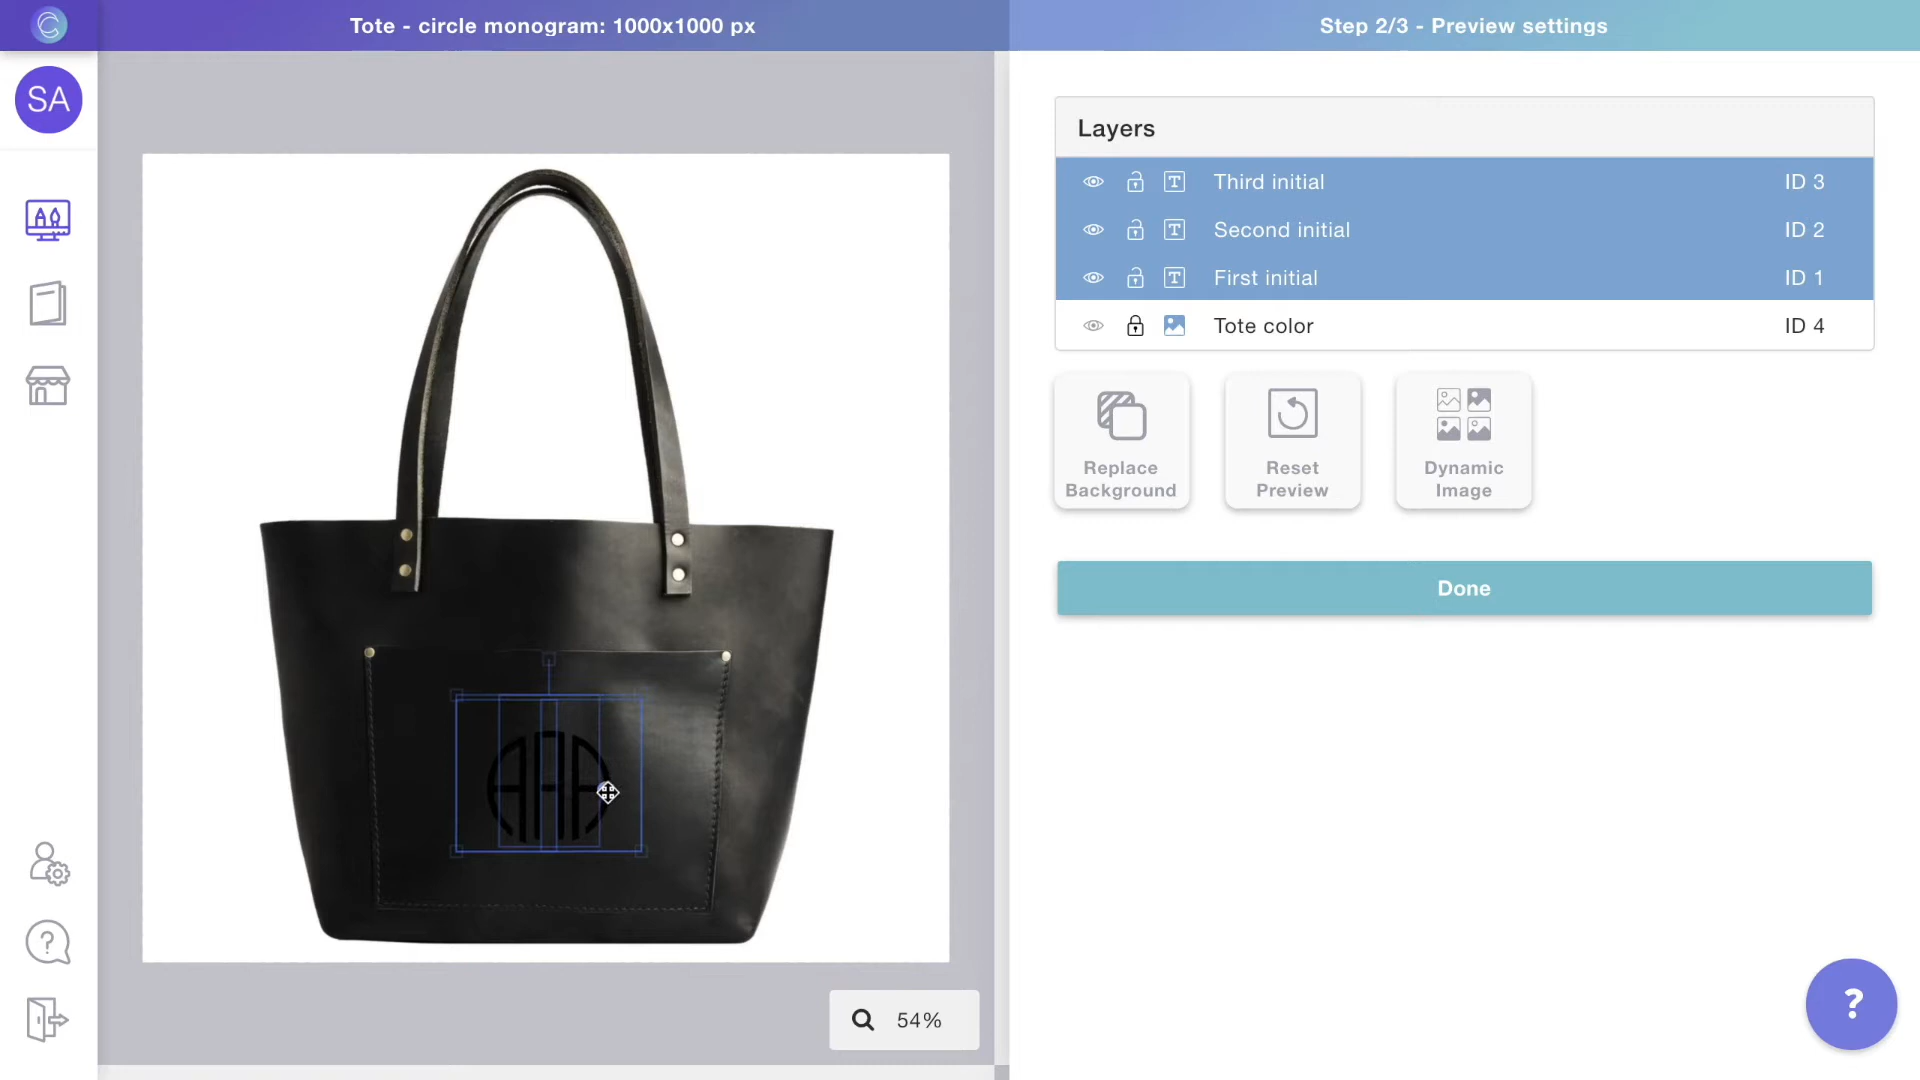 Tote - circle monogram: 1000x1000 px
Step 2/3 - Preview settings
SA
Layers
Third initial ID 3
Second initial ID 2
First initial ID 1
Tote color ID 4
Replace Background
Reset Preview
Dynamic Image
Done
AAA
54%
?